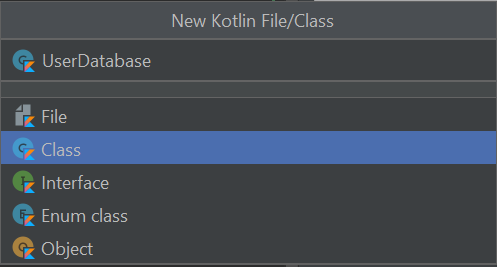 New Kotlin File/Class
UserDatabase
File
Class
Interface
Enum class
Object